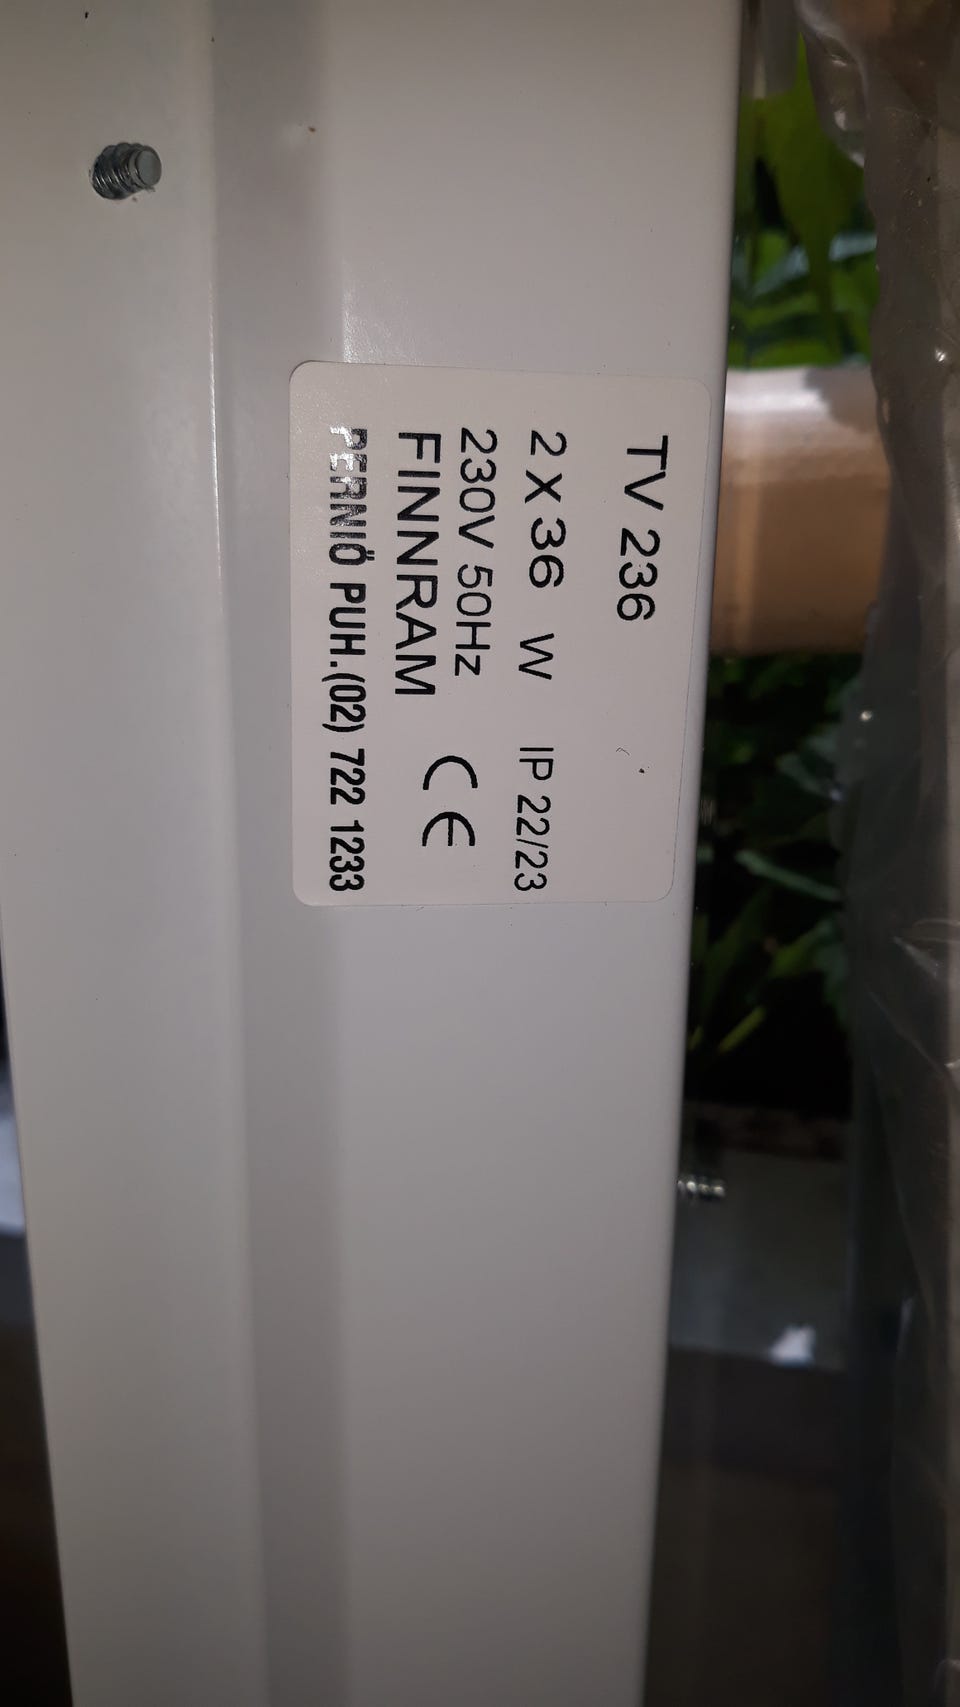 TV 236
2 X 36 W IP 22/23
230V 50Hz
FINNRAM CE
PERNIÖ PUH.(02) 722 1233